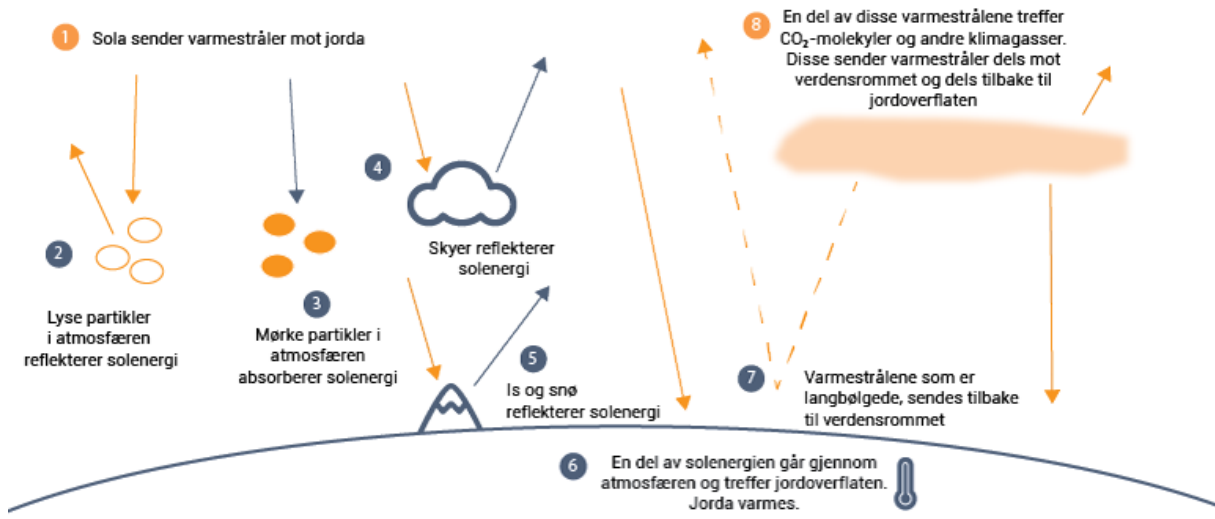 1 Sola sender varmestråler mot jorda
2
Lyse partikler
i atmosfæren
reflekterer solenergi
3
Mørke partikler i
atmosfæren
absorberer solenergi
4
Skyer reflekterer
solenergi
5
Is og snø
reflekterer solenergi
6 En del av solenergien går gjennom
atmosfæren og treffer jordoverflaten.
Jorda varmes.
7 Varmestrålene som er
langbølgede, sendes tilbake
til verdensrommet
8 En del av disse varmestrålene treffer
CO₂-molekyler og andre klimagasser.
Disse sender varmestråler dels mot
verdensrommet og dels tilbake til
jordoverflaten